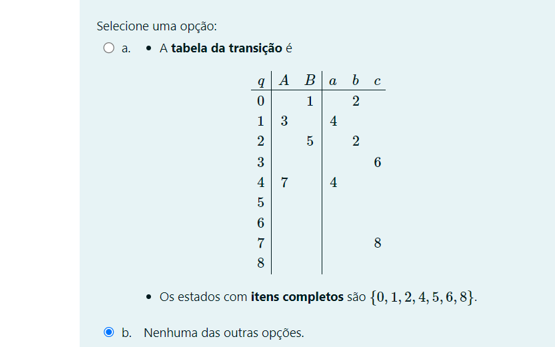 Selecione uma opção:
a. • A tabela da transição é
q A B a b c
0 1 2
1 3 4
2 5 2
3 6
4 7 4
5
6
7 8
8
• Os estados com itens completos são {0, 1, 2, 4, 5, 6, 8}.
b. Nenhuma das outras opções.